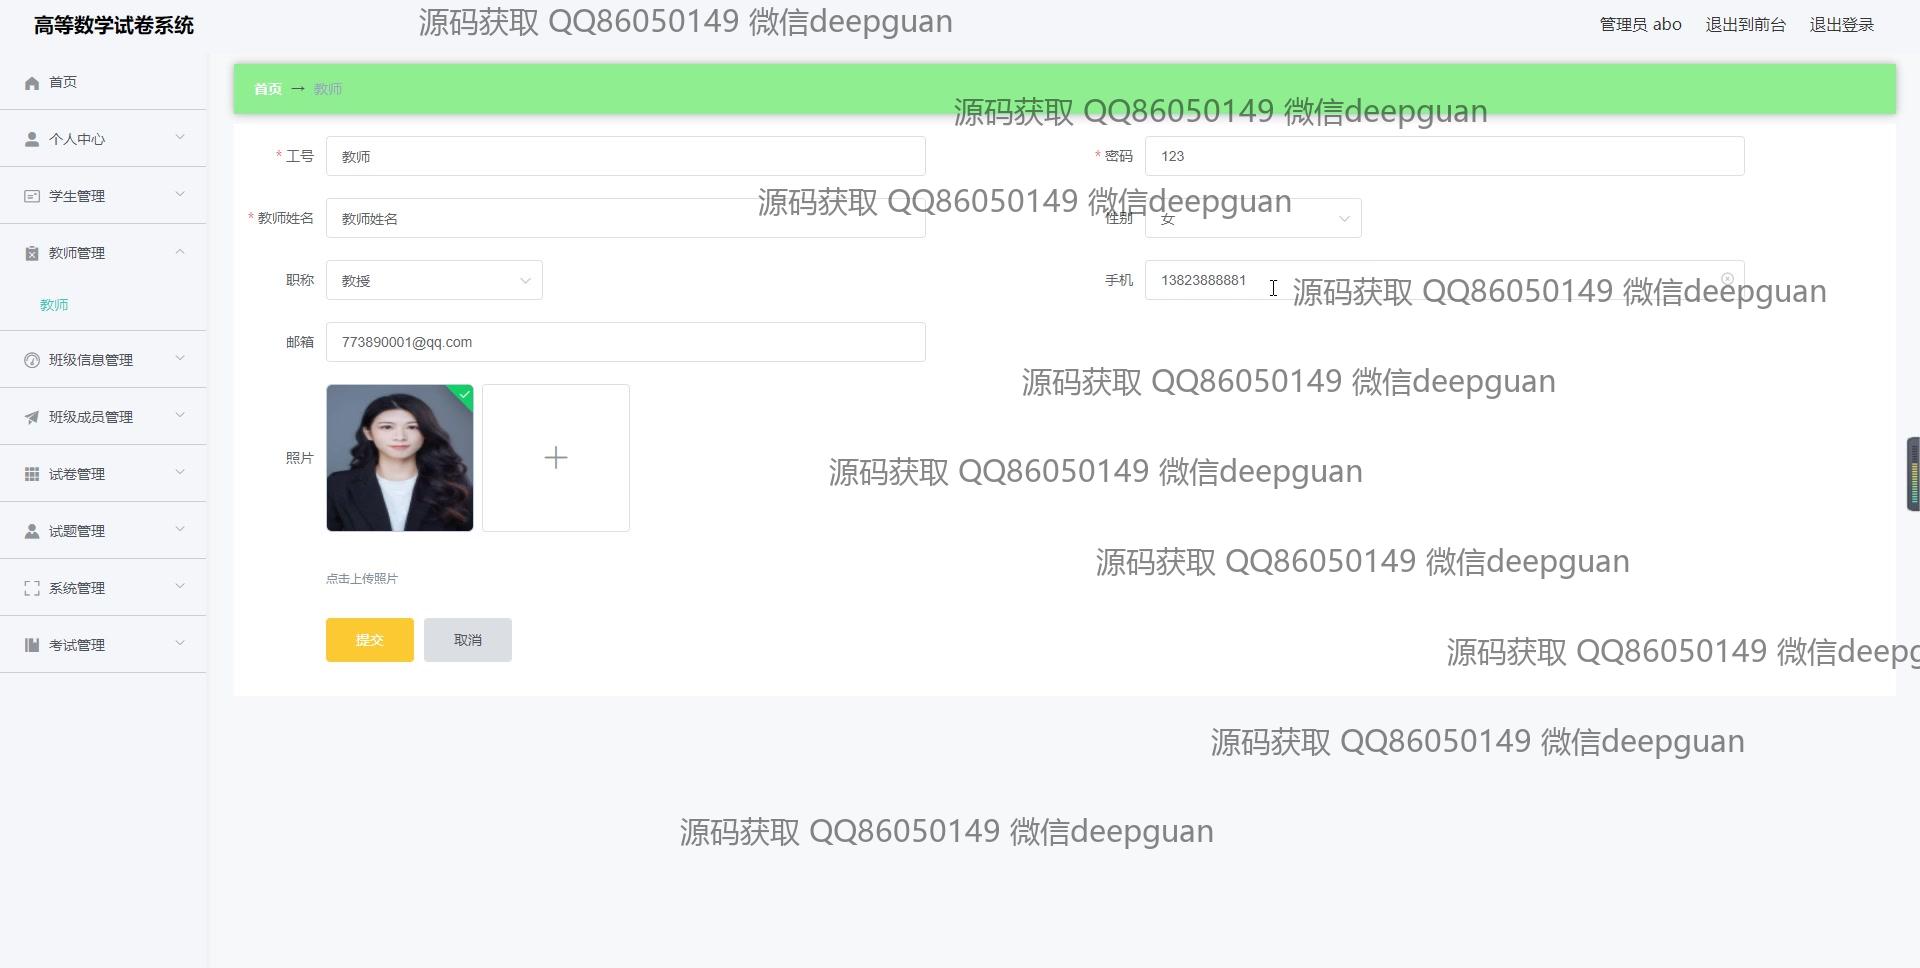 高等数学试卷系统
源码获取 QQ86050149 微信deepguan
管理员 abo 退出到前台 退出登录
首页
个人中心
学生管理
教师管理
教师
班级信息管理
班级成员管理
试卷管理
试题管理
系统管理
考试管理
首页 → 教师
源码获取 QQ86050149 微信deepguan
* 工号 教师
* 密码 123
源码获取 QQ86050149 微信deepguan
* 教师姓名 教师姓名
性别 女
职称 教授
手机 13823888881
源码获取 QQ86050149 微信deepguan
邮箱 773890001@qq.com
源码获取 QQ86050149 微信deepguan
照片
源码获取 QQ86050149 微信deepguan
源码获取 QQ86050149 微信deepguan
点击上传照片
提交 取消
源码获取 QQ86050149 微信deepg
源码获取 QQ86050149 微信deepguan
源码获取 QQ86050149 微信deepguan